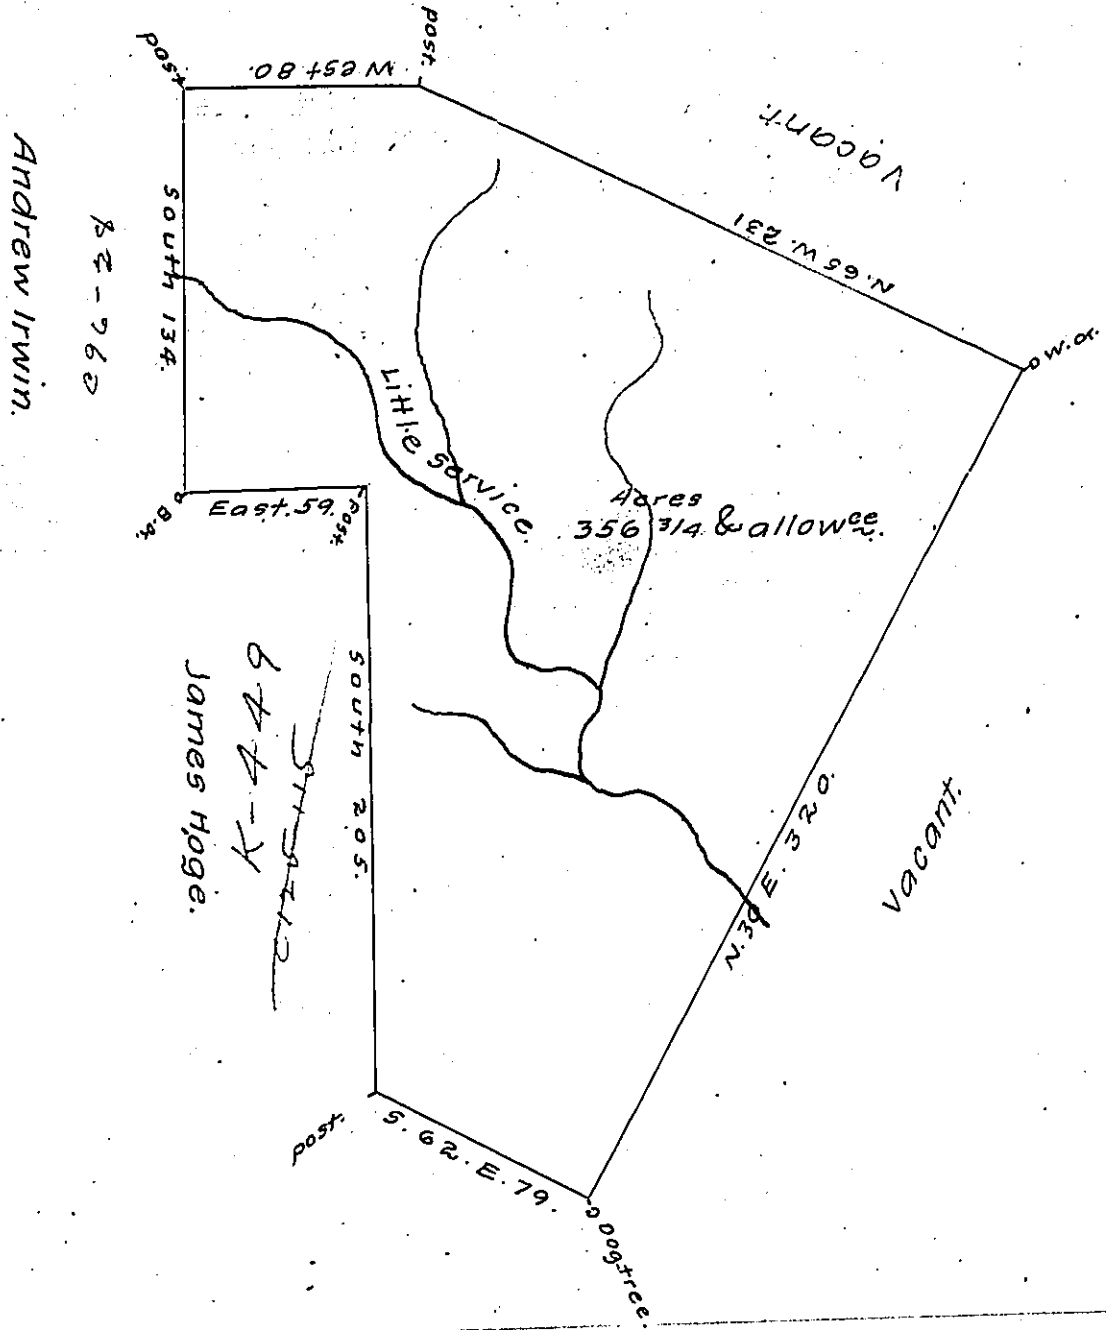 post.
post.
West 80.
Vacant.
N. 65 W. 231
W.O.
Andrew Irwin.
South 134.
Little Service.
Acres
356 3/4 & allowce.
East. 59.
Post.
B.O.
South 205.
K-449
James Hoge.
N. 30 E. 320.
Vacant.
post.
S. 62. E. 79.
Dogtree.